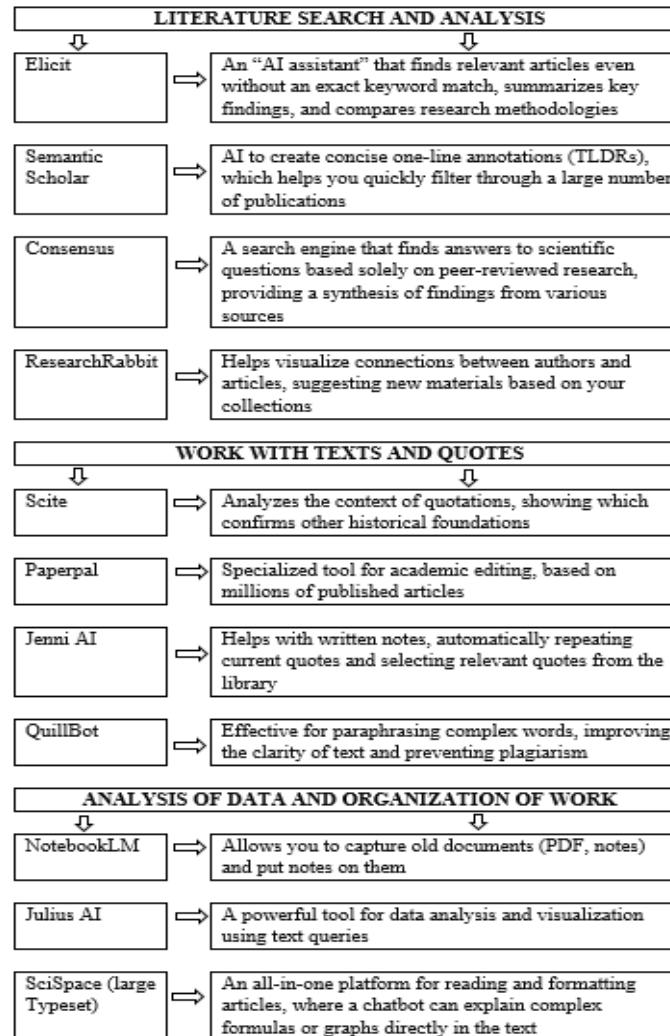 LITERATURE SEARCH AND ANALYSIS
Elicit
An “AI assistant” that finds relevant articles even
without an exact keyword match, summarizes key
findings, and compares research methodologies
Semantic
Scholar
AI to create concise one-line annotations (TLDRs),
which helps you quickly filter through a large number
of publications
Consensus
A search engine that finds answers to scientific
questions based solely on peer-reviewed research,
providing a synthesis of findings from various
sources
ResearchRabbit
Helps visualize connections between authors and
articles, suggesting new materials based on your
collections
WORK WITH TEXTS AND QUOTES
Scite
Analyzes the context of quotations, showing which
confirms other historical foundations
Paperpal
Specialized tool for academic editing, based on
millions of published articles
Jenni AI
Helps with written notes, automatically repeating
current quotes and selecting relevant quotes from the
library
QuillBot
Effective for paraphrasing complex words, improving
the clarity of text and preventing plagiarism
ANALYSIS OF DATA AND ORGANIZATION OF WORK
NotebookLM
Allows you to capture old documents (PDF, notes)
and put notes on them
Julius AI
A powerful tool for data analysis and visualization
using text queries
SciSpace (large
Typeset)
An all-in-one platform for reading and formatting
articles, where a chatbot can explain complex
formulas or graphs directly in the text